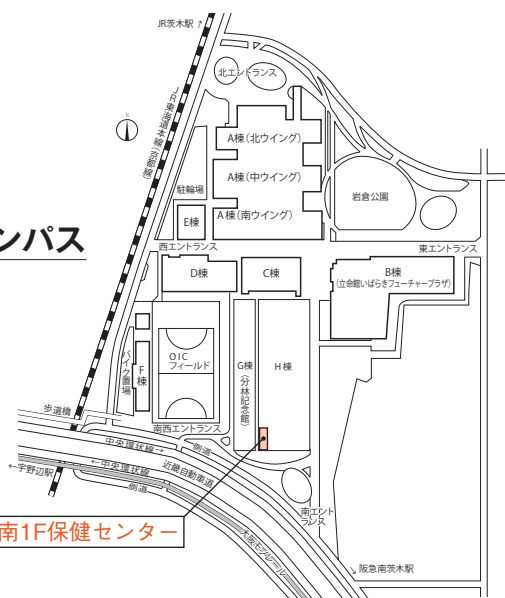 JR茨木駅
北エントランス
JR東海道本線(京都線)
N
A棟(北ウイング)
A棟(中ウイング)
岩倉公園
駐輪場
A棟(南ウイング)
E棟
ンパス
西エントランス
東エントランス
D棟
C棟
B棟
(立命館いばらきフューチャープラザ)
OIC
フィールド
G棟
(分林記念館)
H棟
バイク置場
F棟
歩道橋
南西エントランス
中央環状線→
側道
←中央環状線
近畿自動車道
←宇野辺駅
側道
南エント
ランス
南1F保健センター
大阪モノレール
阪急南茨木駅